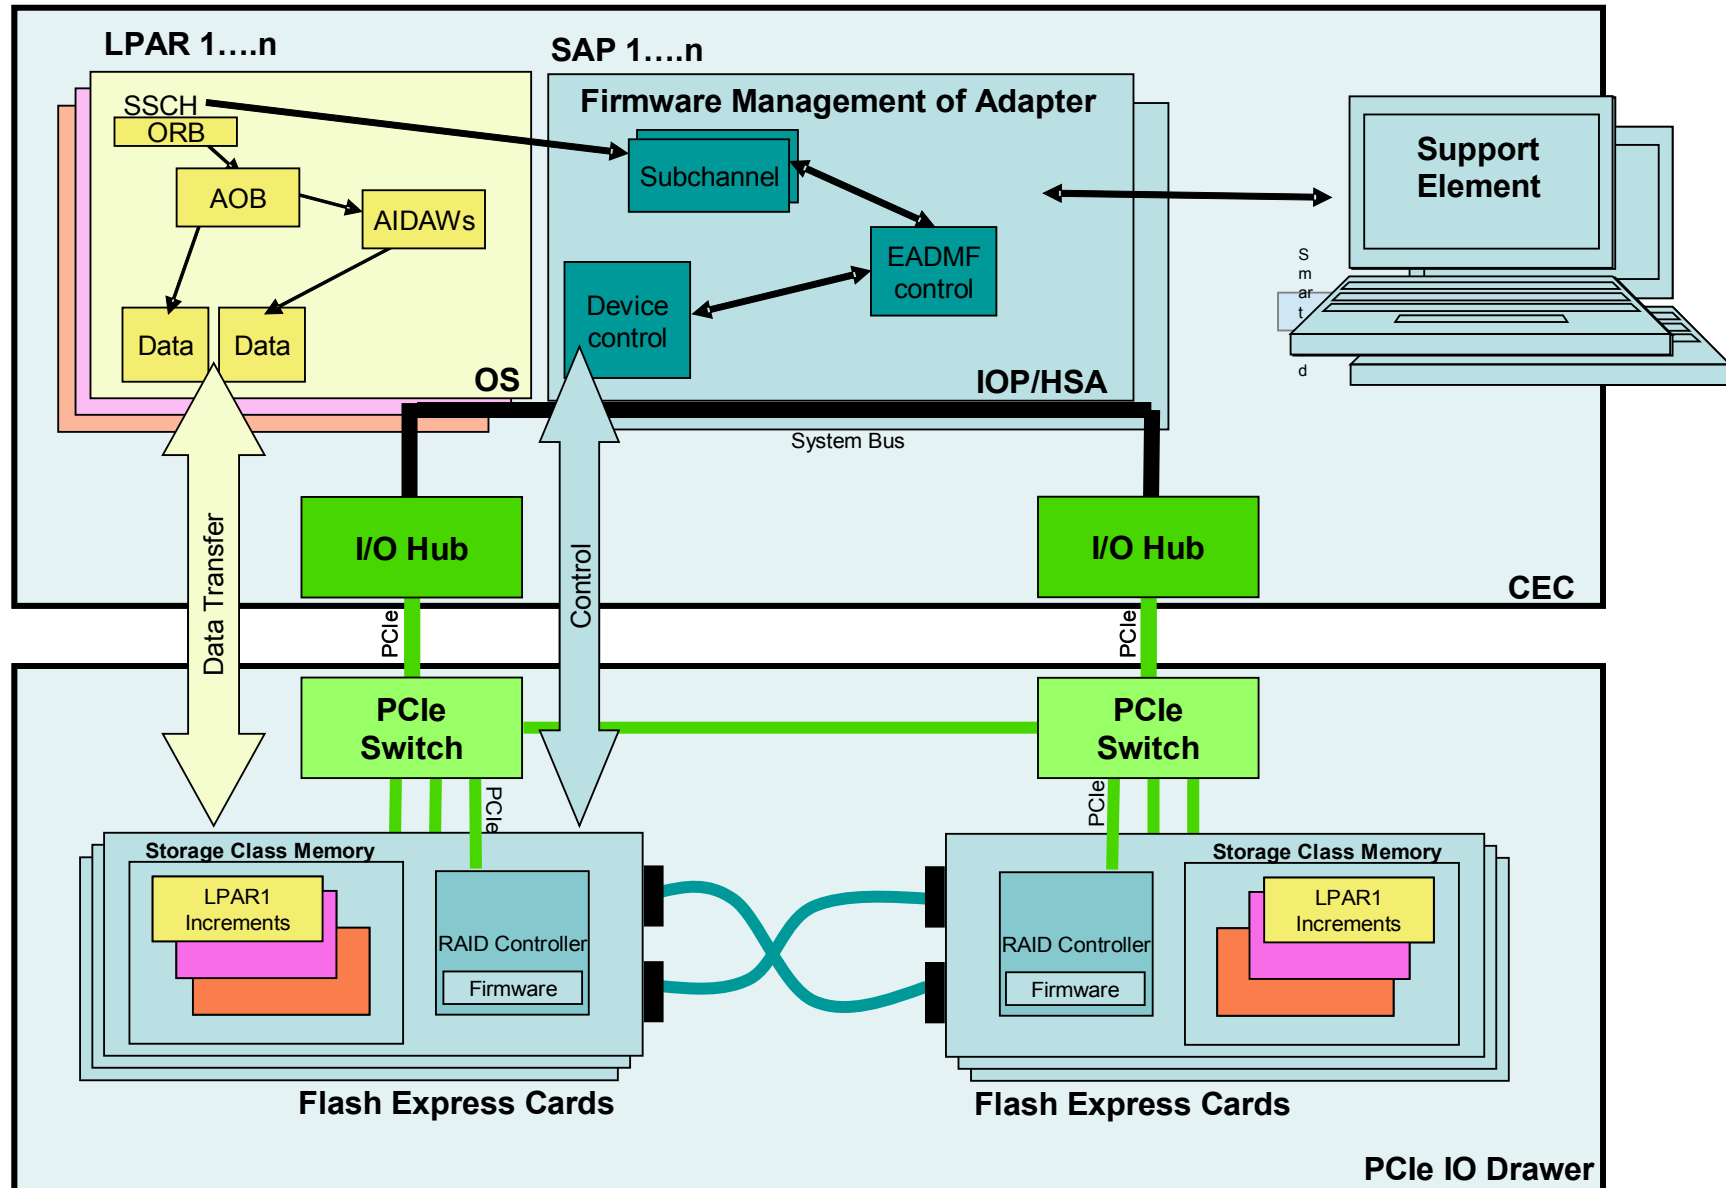 LPAR 1….n
SAP 1….n
SSCH
ORB
AOB
AIDAWs
Data
Data
OS
Firmware Management of Adapter
Subchannel
EADMF
control
Device
control
IOP/HSA
System Bus
Support
Element
S
m
ar
t
d
I/O Hub
I/O Hub
CEC
Data Transfer
Control
PCIe
PCIe
PCIe
Switch
PCIe
Switch
PCIe
PCIe
Storage Class Memory
LPAR1
Increments
RAID Controller
Firmware
Storage Class Memory
LPAR1
Increments
RAID Controller
Firmware
Flash Express Cards
Flash Express Cards
PCIe IO Drawer